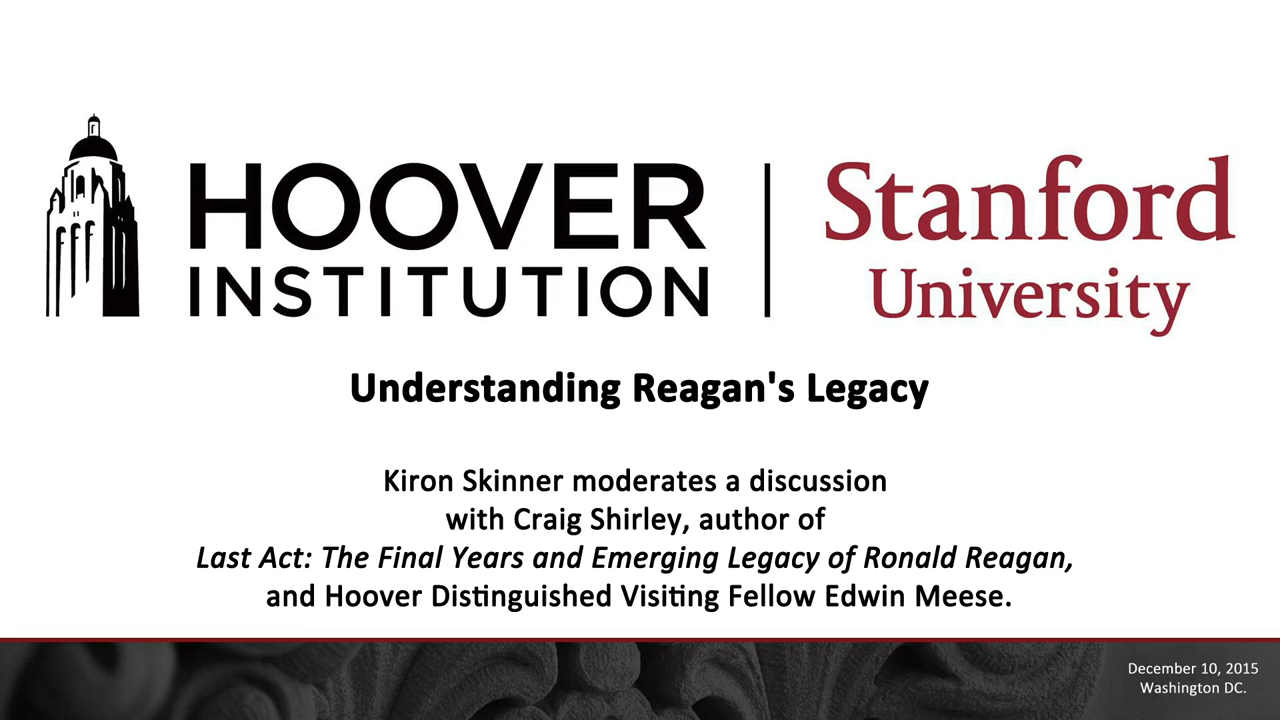 HOOVER
INSTITUTION
Stanford
University
Understanding Reagan's Legacy
Kiron Skinner moderates a discussion
with Craig Shirley, author of
Last Act: The Final Years and Emerging Legacy of Ronald Reagan,
and Hoover Distinguished Visiting Fellow Edwin Meese.
December 10, 2015
Washington DC.